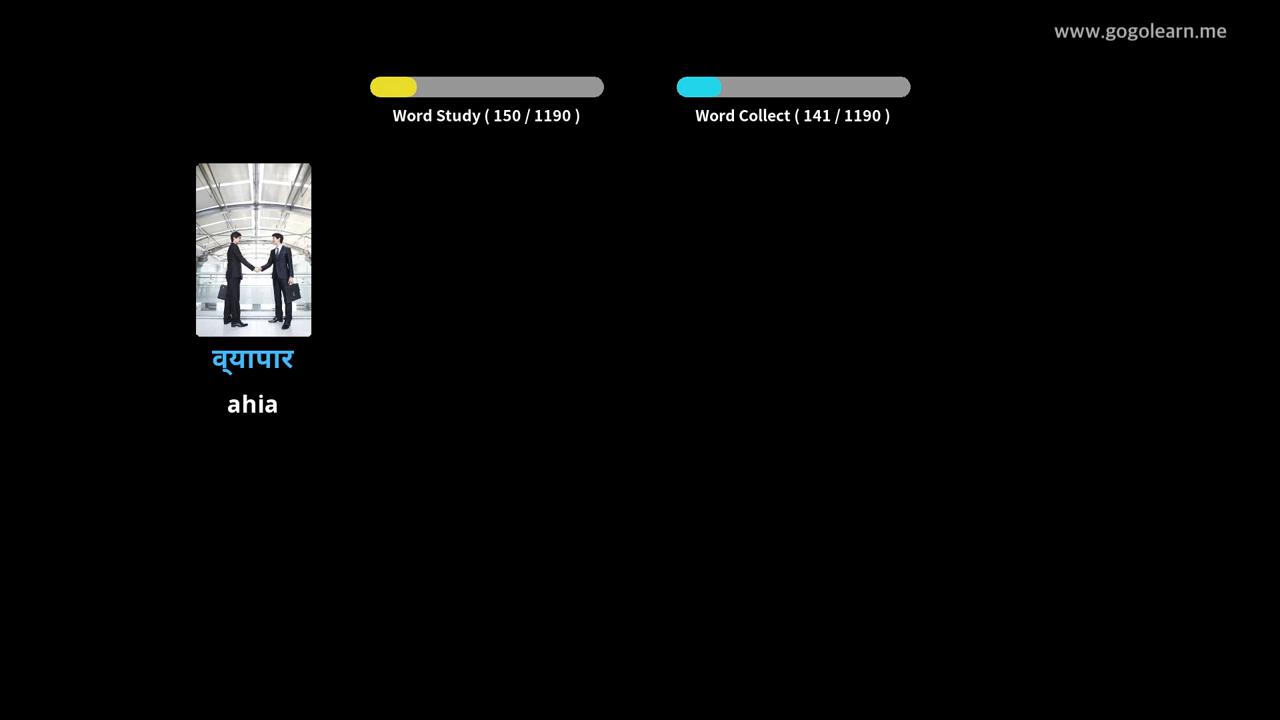 www.gogolearn.me
Word Study ( 150 / 1190 )
Word Collect ( 141 / 1190 )
व्यापार
ahia